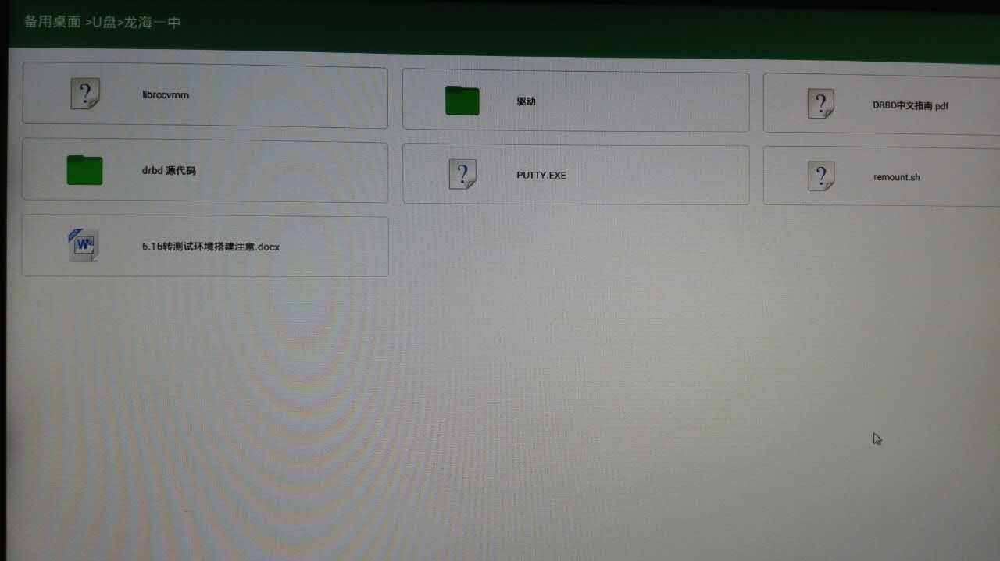 备用桌面 >U盘>龙海一中
librccvmm
驱动
DRBD中文指南.pdf
drbd 源代码
PUTTY.EXE
remount.sh
6.16转测试环境搭建注意.docx